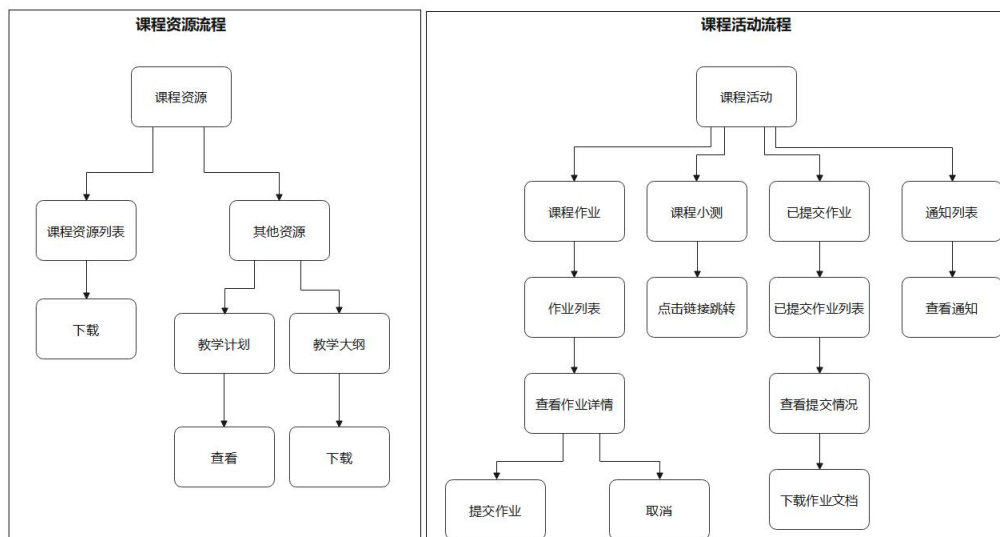 课程资源流程
课程资源
课程资源列表
其他资源
下载
教学计划
教学大纲
查看
下载
课程活动流程
课程活动
课程作业
课程小测
已提交作业
通知列表
作业列表
点击链接跳转
已提交作业列表
查看通知
查看作业详情
查看提交情况
提交作业
取消
下载作业文档